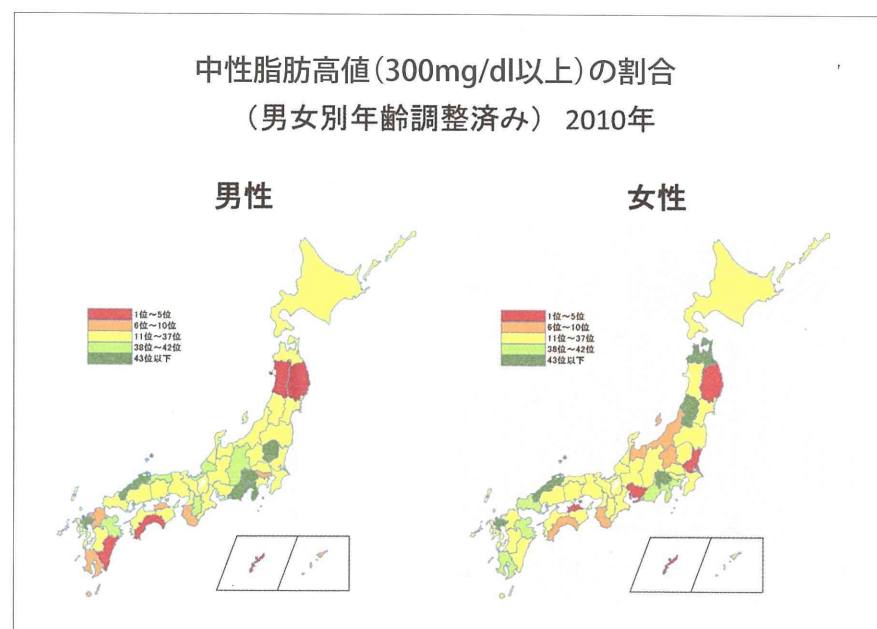 中性脂肪高値（300mg/dl以上）の割合
（男女別年齢調整済み） 2010年
男性
女性
1位～5位
6位～10位
11位～37位
38位～42位
43位以下
1位～5位
6位～10位
11位～37位
38位～42位
43位以下